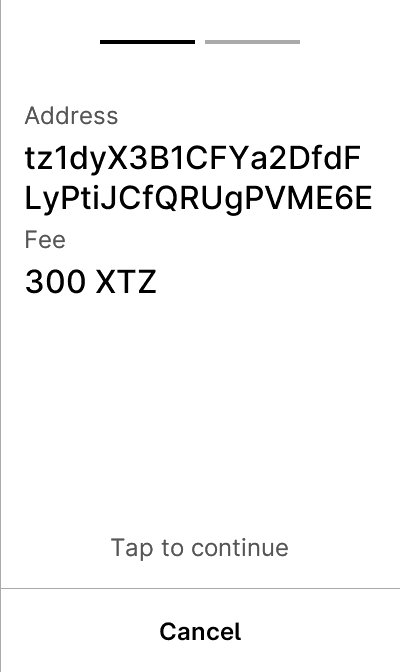 Address
tz1dyX3B1CFYa2DfdF
LyPtiJCfQRUgPVME6E
Fee
300 XTZ
Tap to continue
Cancel